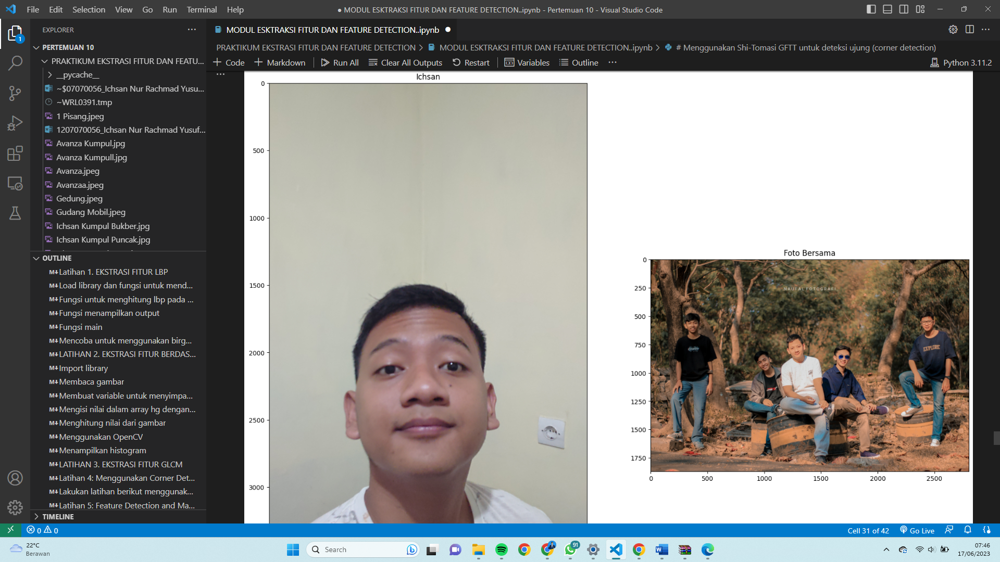 File Edit Selection View Go Run Terminal Help
● MODUL ESKTRAKSI FITUR DAN FEATURE DETECTION..ipynb - Pertemuan 10 - Visual Studio Code
EXPLORER
1
PERTEMUAN 10
PRAKTIKUM EKSTRASI FITUR DAN FEATU...
__pycache__
~$07070056_Ichsan Nur Rachmad Yusu...
~WRL0391.tmp
1 Pisang.jpeg
1207070056_Ichsan Nur Rachmad Yusuf...
Avanza Kumpul.jpg
Avanza Kumpull.jpg
Avanza.jpeg
Avanzaa.jpeg
Gedung.jpeg
Gudang Mobil.jpeg
Ichsan Kumpul Bukber.jpg
Ichsan Kumpul Puncak.jpg
OUTLINE
M↓Latihan 1. EKSTRASI FITUR LBP
M↓Load library dan fungsi untuk mend...
M↓Fungsi untuk menghitung lbp pada ...
M↓Fungsi menampilkan output
M↓Fungsi main
M↓Mencoba untuk menggunakan birg...
M↓LATIHAN 2. EKSTRASI FITUR BERDAS...
M↓Import library
M↓Membaca gambar
M↓Membuat variable untuk menyimpa...
M↓Mengisi nilai dalam array hg dengan...
M↓Menghitung nilai dari gambar
M↓Menggunakan OpenCV
M↓Menampilkan histogram
M↓LATIHAN 3. EKSTRASI FITUR GLCM
M↓Latihan 4: Menggunakan Corner Det...
M↓Lakukan latihan berikut menggunak...
M↓Latihan 5: Feature Detection and Ma...
TIMELINE
MODUL ESKTRAKSI FITUR DAN FEATURE DETECTION..ipynb ●
PRAKTIKUM EKSTRASI FITUR DAN FEATURE DETECTION > MODUL ESKTRAKSI FITUR DAN FEATURE DETECTION..ipynb > # Menggunakan Shi-Tomasi GFTT untuk deteksi ujung (corner detection)
+ Code + Markdown Run All Clear All Outputs Restart Variables Outline ... Python 3.11.2
Ichsan
0
500
1000
1500
2000
2500
3000
Foto Bersama
0
250
500
750
1000
1250
1500
1750
0 500 1000 1500 2000 2500
NAUFAL FOTOGRAFI
EXPLORE
0 0
Cell 31 of 42 Go Live
22°C
Berawan
Search
91
07:46
17/06/2023